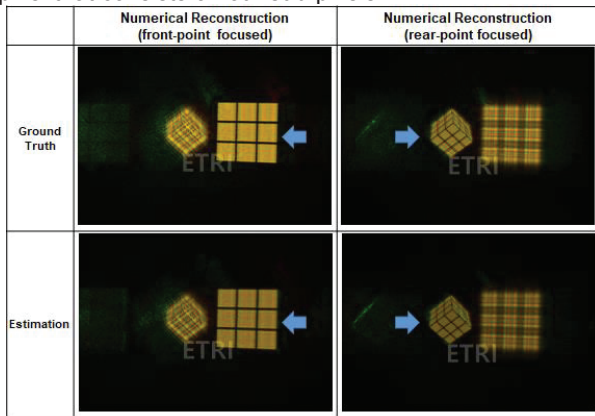 Numerical Reconstruction
(front-point focused)
Numerical Reconstruction
(rear-point focused)
Ground
Truth
ETRI
ETRI
Estimation
ETRI
ETRI